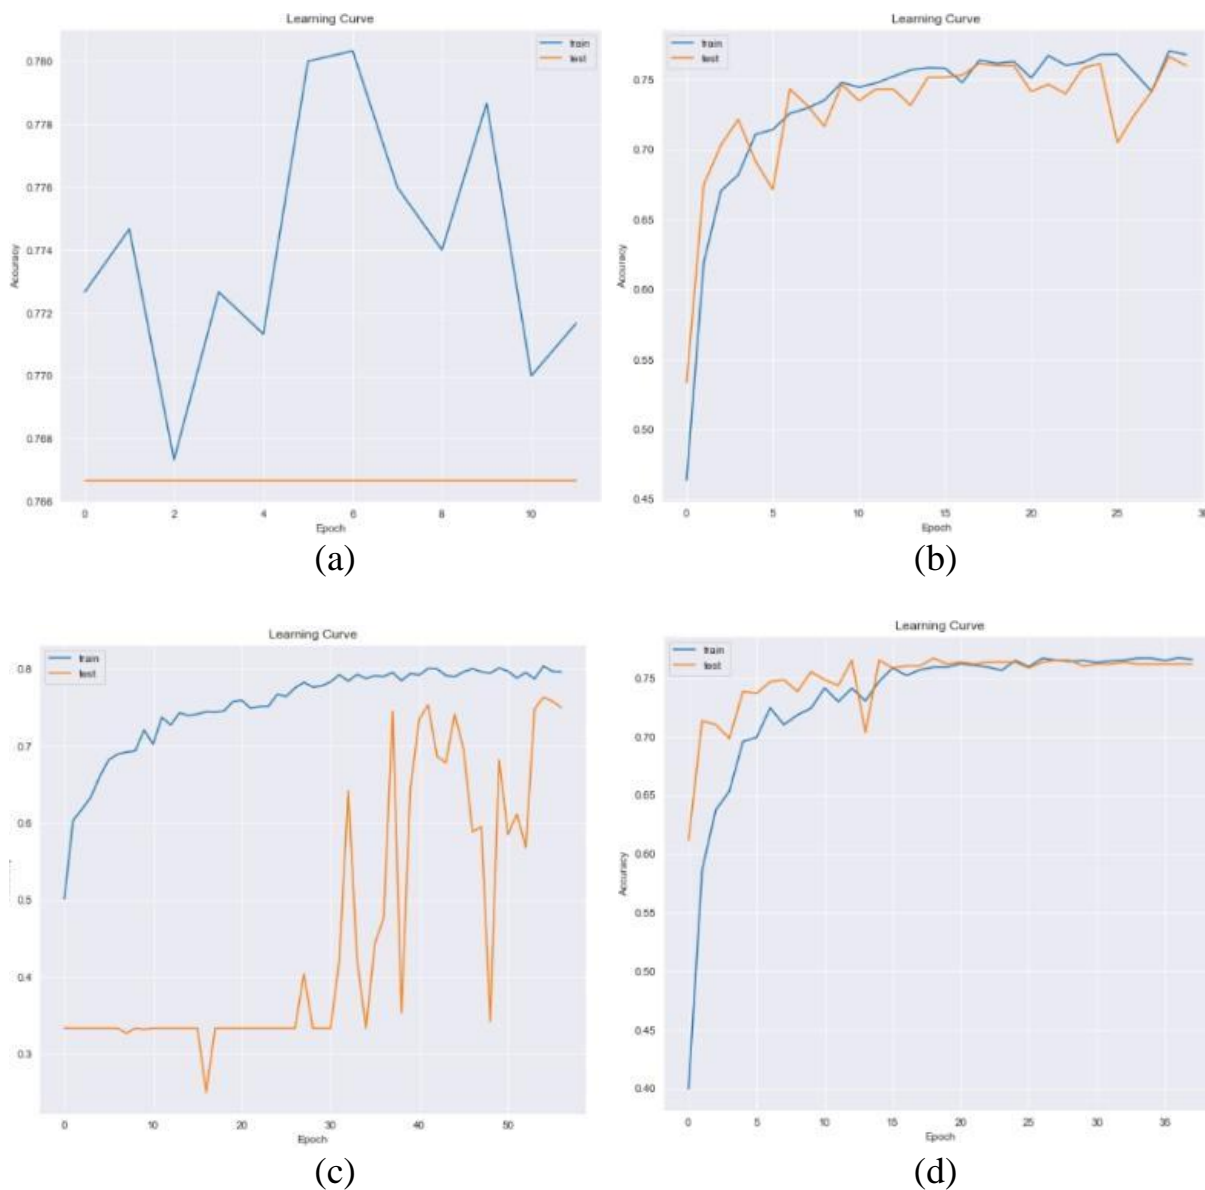 Learning Curve
train
test
0.780
0.778
0.776
0.774
0.772
0.770
0.768
0.766
Accuracy
0 2 4 6 8 10
Epoch
(a)
Learning Curve
train
test
0.75
0.70
0.65
0.60
0.55
0.50
0.45
Accuracy
0 5 10 15 20 25 30
Epoch
(b)
Learning Curve
train
test
0.8
0.7
0.6
0.5
0.4
0.3
0 10 20 30 40 50
Epoch
(c)
Learning Curve
train
test
0.75
0.70
0.65
0.60
0.55
0.50
0.45
0.40
Accuracy
0 5 10 15 20 25 30 35
Epoch
(d)